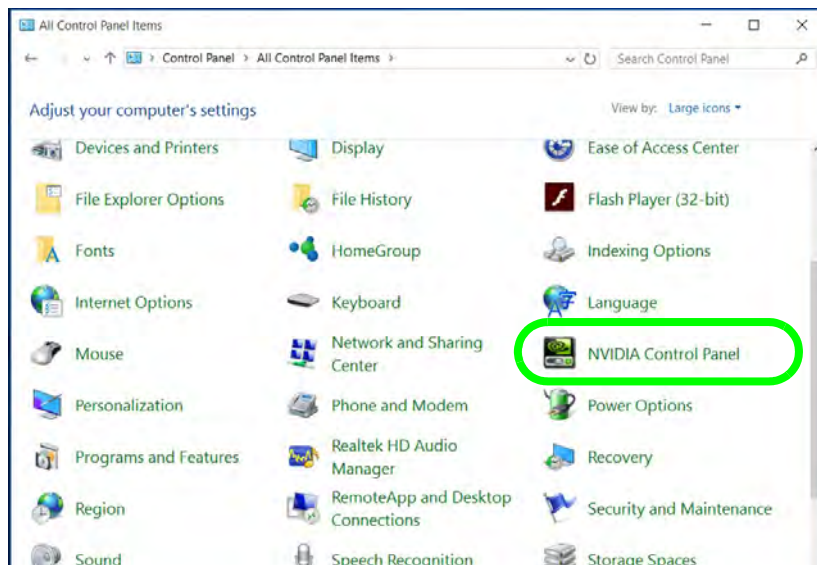 All Control Panel Items
Control Panel > All Control Panel Items >
Search Control Panel
Adjust your computer's settings
View by: Large icons
Devices and Printers
Display
Ease of Access Center
File Explorer Options
File History
Flash Player (32-bit)
Fonts
HomeGroup
Indexing Options
Internet Options
Keyboard
Language
Mouse
Network and Sharing
Center
NVIDIA Control Panel
Personalization
Phone and Modem
Power Options
Programs and Features
Realtek HD Audio
Manager
Recovery
Region
RemoteApp and Desktop
Connections
Security and Maintenance
Sound
Speech Recognition
Storage Spaces